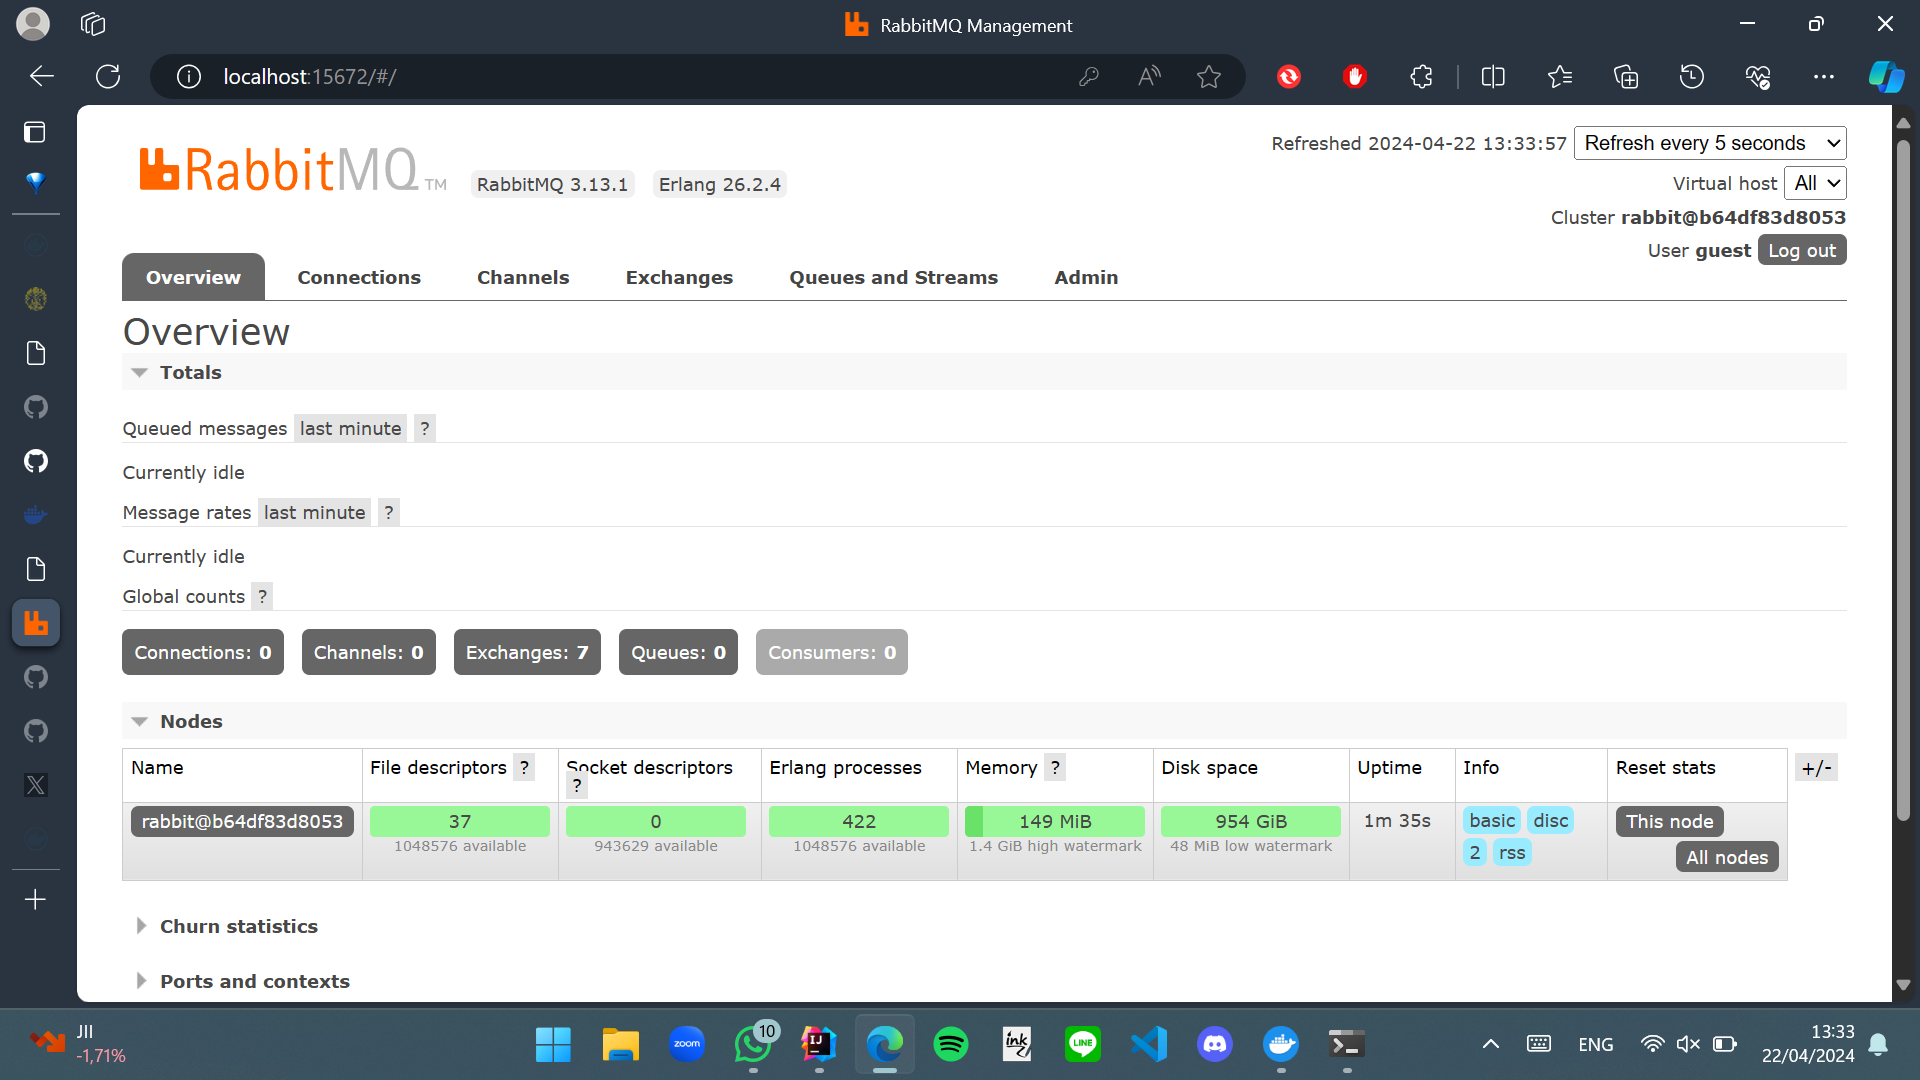 RabbitMQ Management
localhost:15672/#/
RabbitMQ TM
RabbitMQ 3.13.1 Erlang 26.2.4
Refreshed 2024-04-22 13:33:57 Refresh every 5 seconds
Virtual host All
Cluster rabbit@b64df83d8053
User guest Log out
Overview Connections Channels Exchanges Queues and Streams Admin
Overview
Totals
Queued messages last minute ?
Currently idle
Message rates last minute ?
Currently idle
Global counts ?
Connections: 0 Channels: 0 Exchanges: 7 Queues: 0 Consumers: 0
Nodes
Name File descriptors ? Socket descriptors ? Erlang processes Memory ? Disk space Uptime Info Reset stats +/-
rabbit@b64df83d8053 37 0 422 149 MiB 954 GiB 1m 35s basic disc This node
1048576 available 943629 available 1048576 available 1.4 GiB high watermark 48 MiB low watermark 2 rss All nodes
Churn statistics
Ports and contexts
JII
-1,71%
zoom
10
IJ
ink
LINE
ENG
13:33
22/04/2024